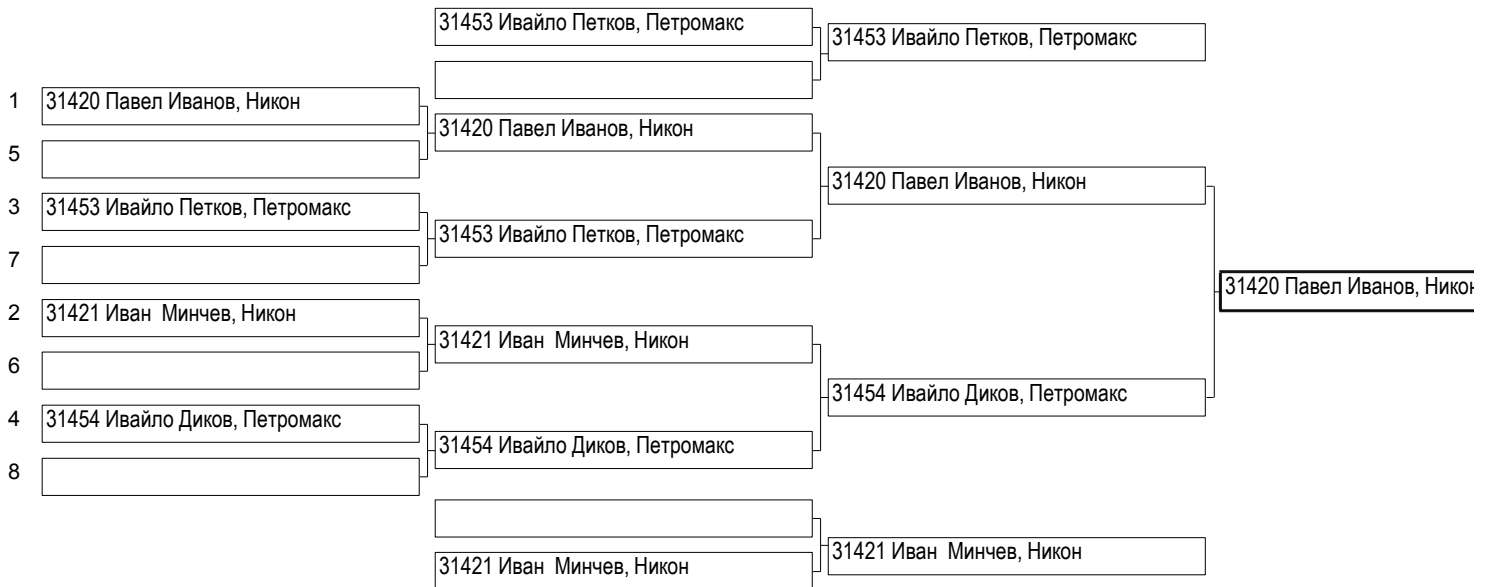 31453 Ивайло Петков, Петромакс
31453 Ивайло Петков, Петромакс
1 31420 Павел Иванов, Никон
31420 Павел Иванов, Никон
5
31420 Павел Иванов, Никон
3 31453 Ивайло Петков, Петромакс
31453 Ивайло Петков, Петромакс
7
31420 Павел Иванов, Никон
2 31421 Иван  Минчев, Никон
31421 Иван  Минчев, Никон
6
31454 Ивайло Диков, Петромакс
4 31454 Ивайло Диков, Петромакс
31454 Ивайло Диков, Петромакс
8
31421 Иван  Минчев, Никон
31421 Иван  Минчев, Никон